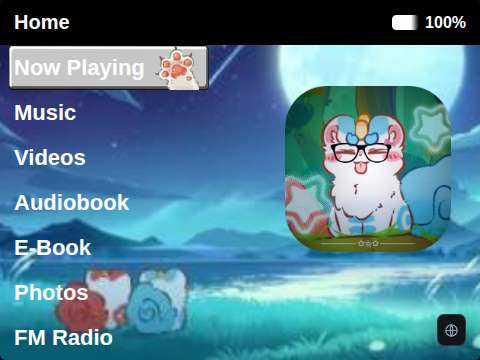 Home
100%
Now Playing
Music
Videos
Audiobook
E-Book
Photos
FM Radio